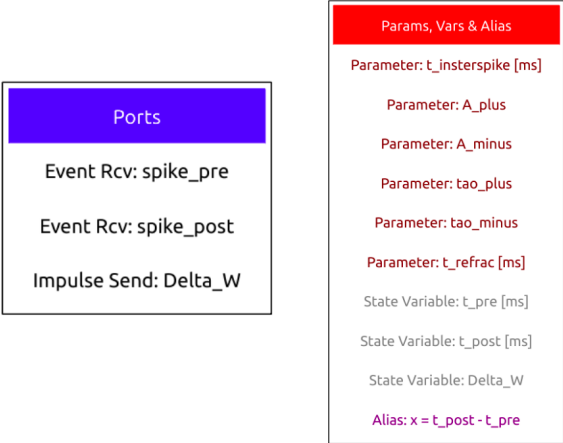 Ports
Event Rcv: spike_pre
Event Rcv: spike_post
Impulse Send: Delta_W
Params, Vars & Alias
Parameter: t_insterspike [ms]
Parameter: A_plus
Parameter: A_minus
Parameter: tao_plus
Parameter: tao_minus
Parameter: t_refrac [ms]
State Variable: t_pre [ms]
State Variable: t_post [ms]
State Variable: Delta_W
Alias: x = t_post - t_pre